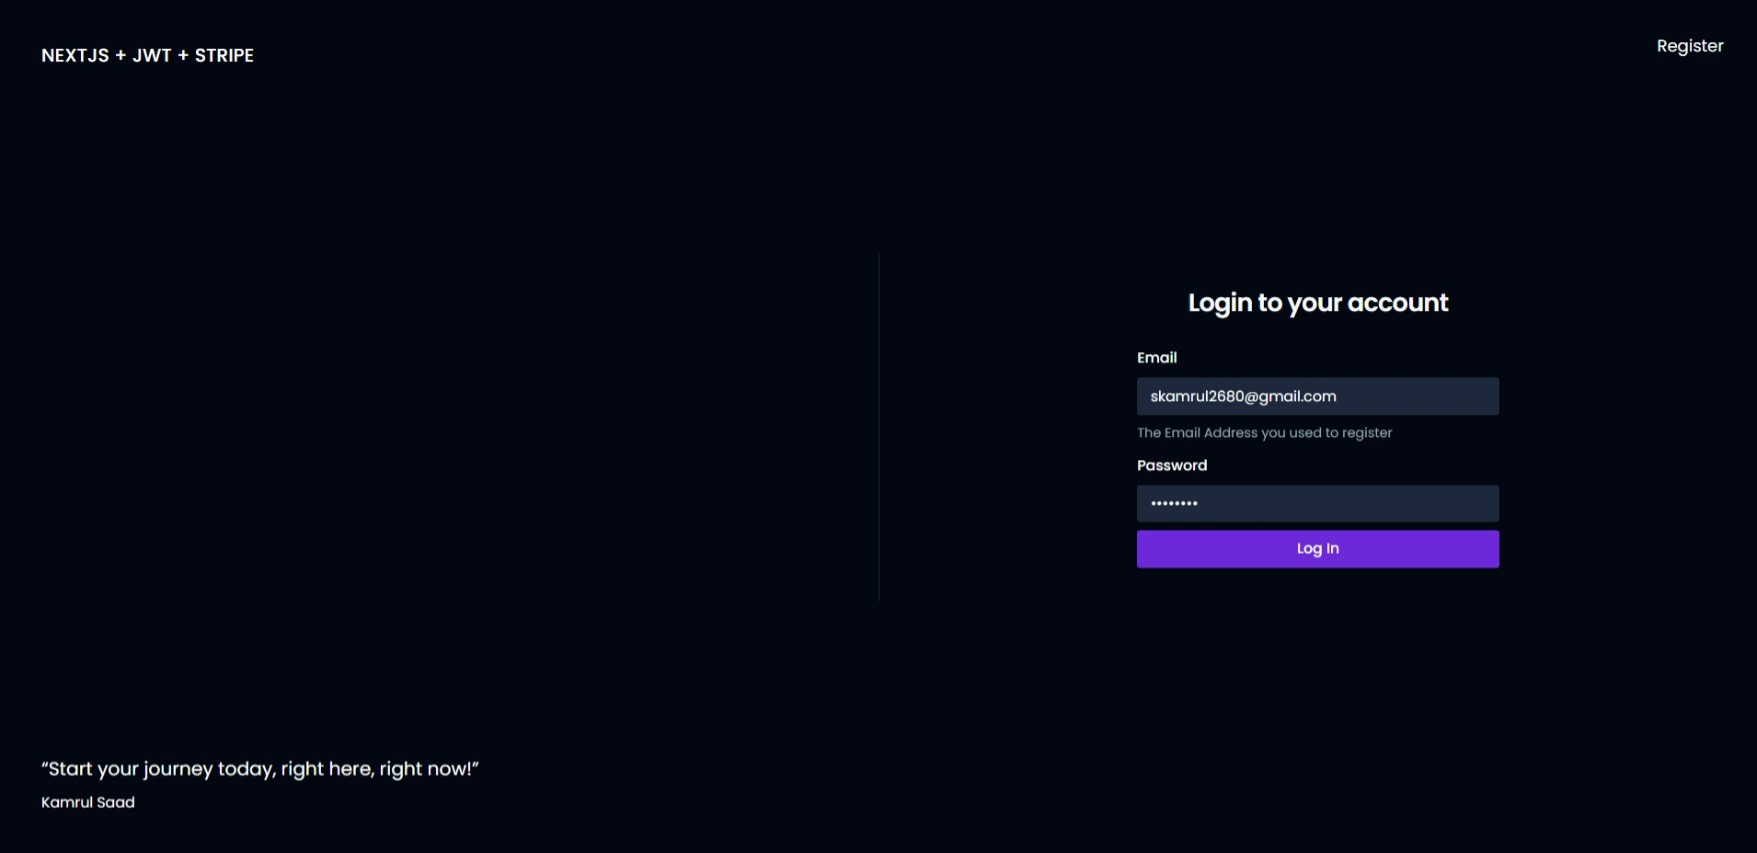 NEXTJS + JWT + STRIPE
Register
Login to your account
Email
skamrul2680@gmail.com
The Email Address you used to register
Password
••••••••
Log In
“Start your journey today, right here, right now!”
Kamrul Saad